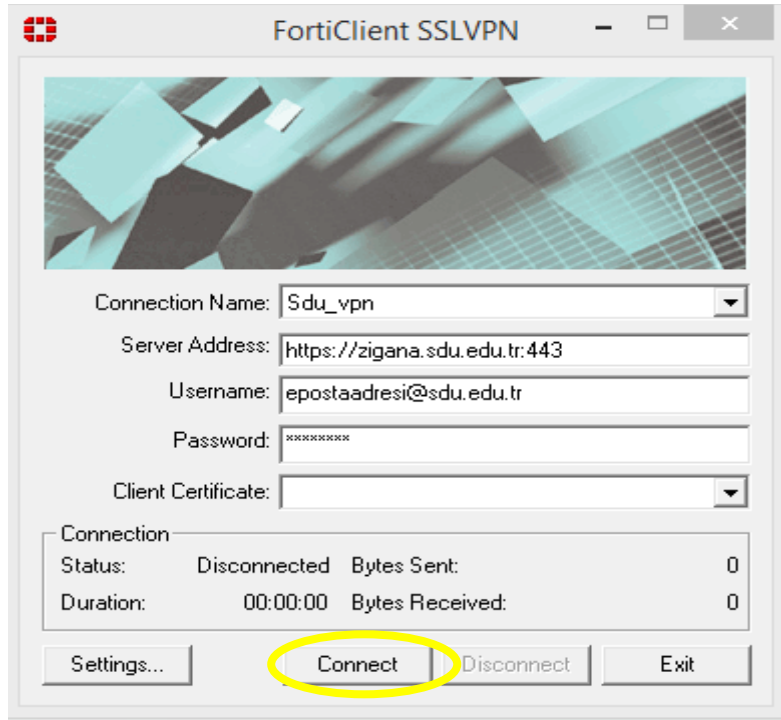 FortiClient SSLVPN
Connection Name: Sdu_vpn
Server Address: https://zigana.sdu.edu.tr:443
Username: epostaadresi@sdu.edu.tr
Password: ********
Client Certificate:
Connection
Status: Disconnected Bytes Sent: 0
Duration: 00:00:00 Bytes Received: 0
Settings... Connect Disconnect Exit